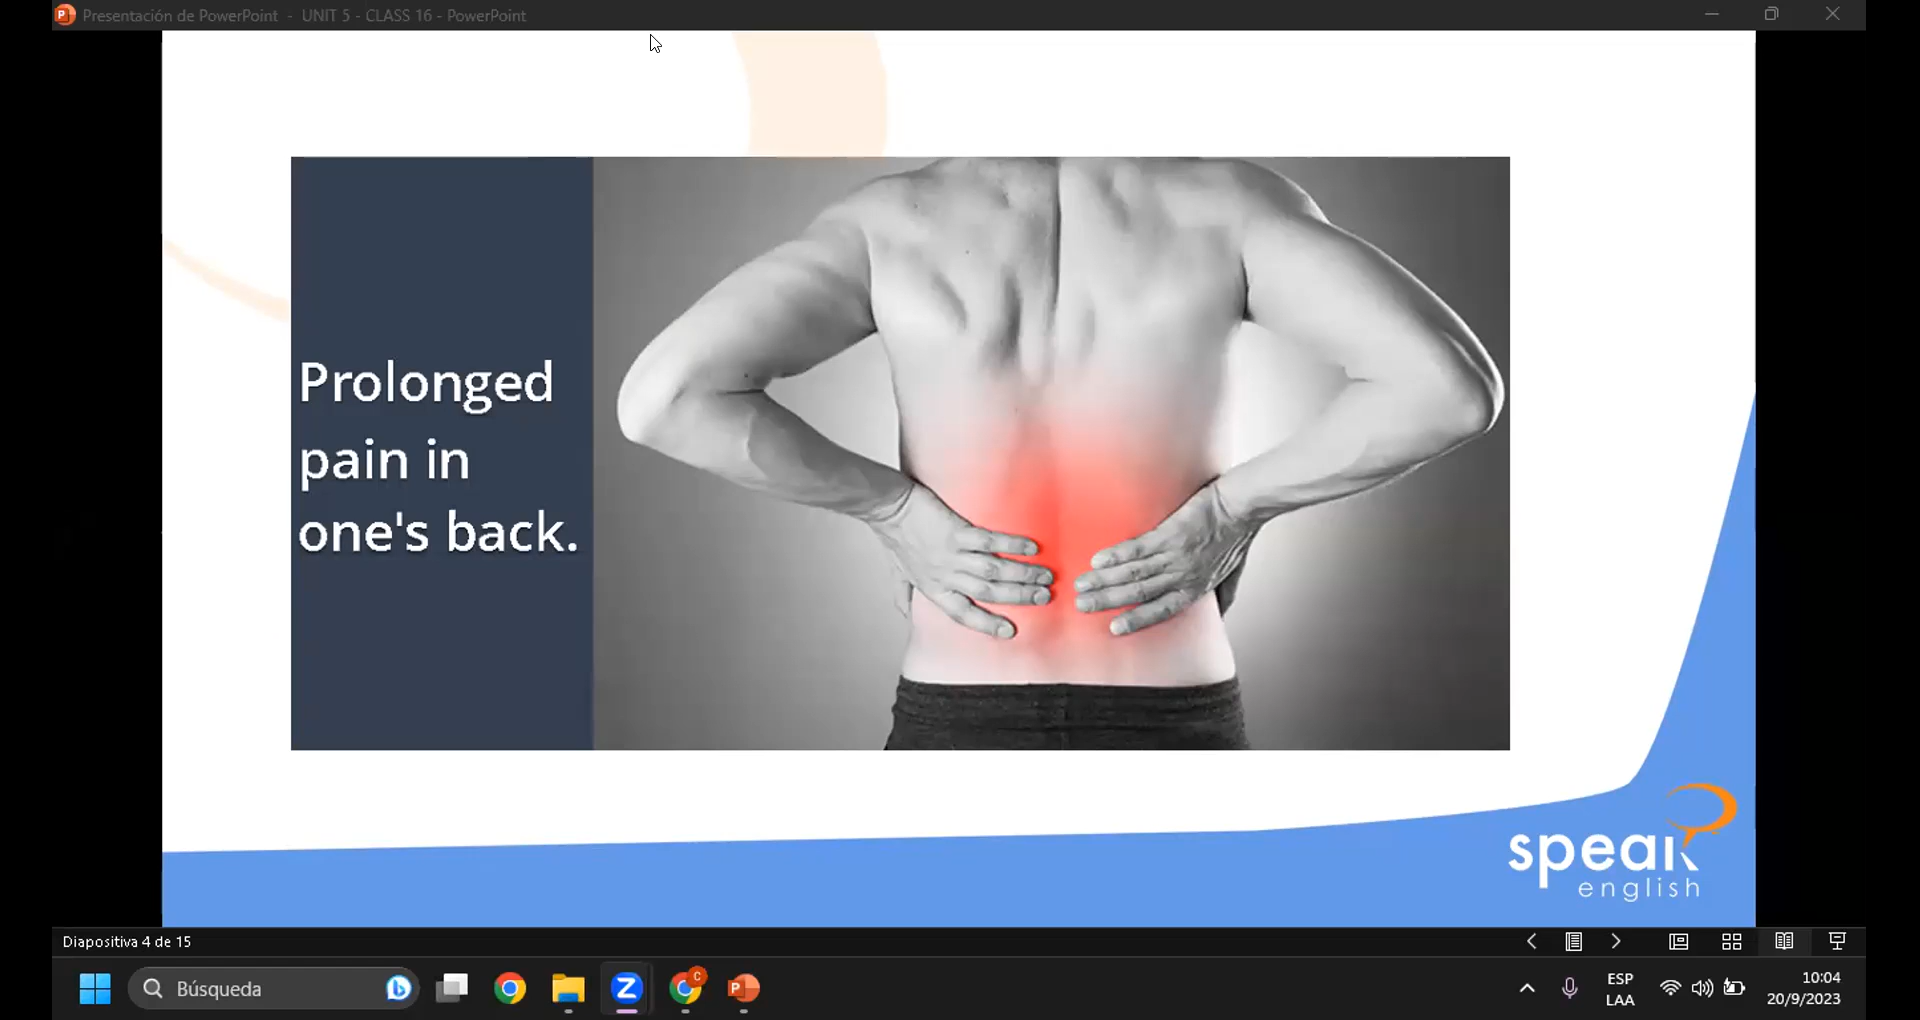 Presentación de PowerPoint - UNIT 5 - CLASS 16 - PowerPoint
Prolonged
pain in
one's back.
speak
english
Diapositiva 4 de 15
Búsqueda
ESP
LAA
10:04
20/9/2023